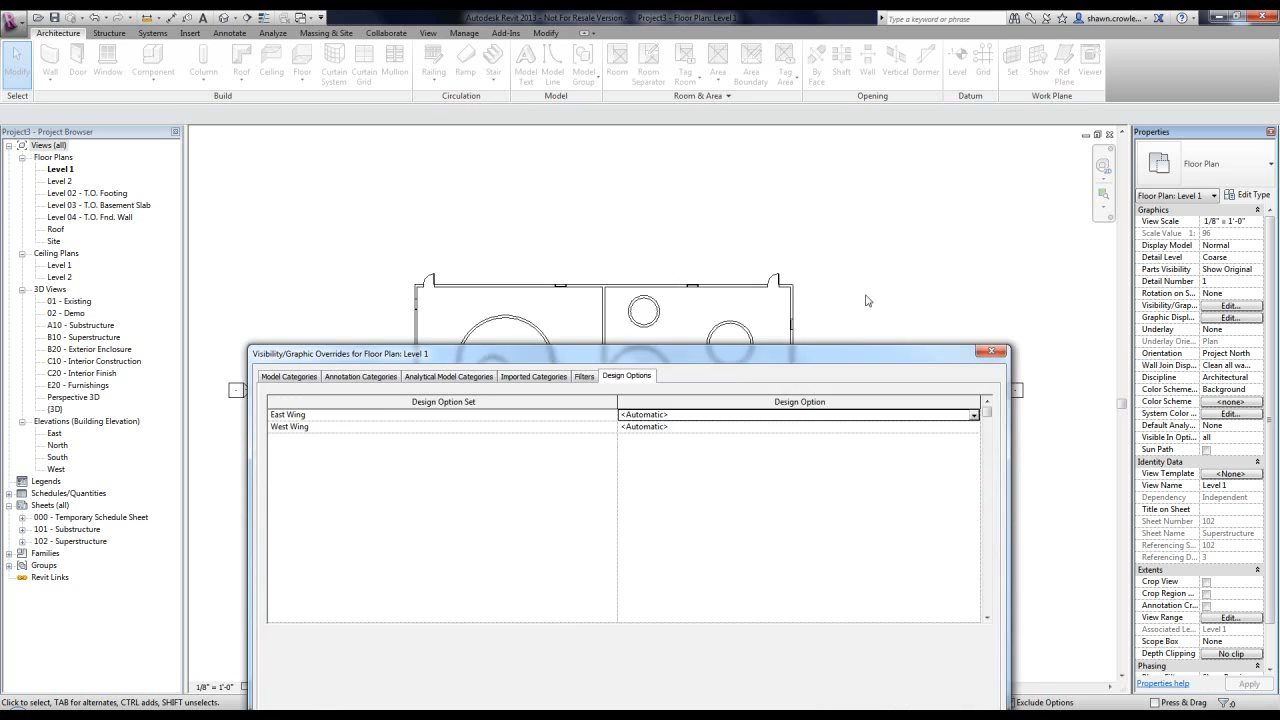 Autodesk Revit 2013 - Not For Resale Version - Project3 - Floor Plan: Level 1
Type a keyword or phrase
shawn.crowle...
Architecture Structure Systems Insert Annotate Analyze Massing & Site Collaborate View Manage Add-Ins Modify
Modify Wall Door Window Component Column Roof Ceiling Floor Curtain System Curtain Grid Mullion Railing Ramp Stair Model Text Model Line Model Group Room Room Separator Tag Room Area Area Boundary Tag Area By Face Shaft Wall Vertical Dormer Level Grid Set Show Ref Plane Viewer
Select Build Circulation Model Room & Area Opening Datum Work Plane
Project3 - Project Browser
Views (all)
Floor Plans
Level 1
Level 2
Level 02 - T.O. Footing
Level 03 - T.O. Basement Slab
Level 04 - T.O. Fnd. Wall
Roof
Site
Ceiling Plans
Level 1
Level 2
3D Views
01 - Existing
02 - Demo
A10 - Substructure
B10 - Superstructure
B20 - Exterior Enclosure
C10 - Interior Construction
C20 - Interior Finish
E20 - Furnishings
Perspective 3D
{3D}
Elevations (Building Elevation)
East
North
South
West
Legends
Schedules/Quantities
Sheets (all)
000 - Temporary Schedule Sheet
101 - Substructure
102 - Superstructure
Families
Groups
Revit Links
Visibility/Graphic Overrides for Floor Plan: Level 1
Model Categories Annotation Categories Analytical Model Categories Imported Categories Filters Design Options
Design Option Set Design Option
East Wing <Automatic>
West Wing <Automatic>
1/8" = 1'-0"
Properties
Floor Plan
Floor Plan: Level 1 Edit Type
Graphics
View Scale 1/8" = 1'-0"
Scale Value 1: 96
Display Model Normal
Detail Level Coarse
Parts Visibility Show Original
Detail Number 1
Rotation on S... None
Visibility/Grap... Edit...
Graphic Displ... Edit...
Underlay None
Underlay Orie... Plan
Orientation Project North
Wall Join Disp... Clean all wa...
Discipline Architectural
Color Schem... Background
Color Scheme <none>
System Color ... Edit...
Default Analy... None
Visible In Opti... all
Sun Path
Identity Data
View Template <None>
View Name Level 1
Dependency Independent
Title on Sheet
Sheet Number 102
Sheet Name Superstructure
Referencing S... 102
Referencing D... 3
Extents
Crop View
Crop Region ...
Annotation Cr...
View Range Edit...
Associated Le... Level 1
Scope Box None
Depth Clipping No clip
Phasing
Properties help Apply
Click to select, TAB for alternates, CTRL adds, SHIFT unselects.
Exclude Options Press & Drag :0